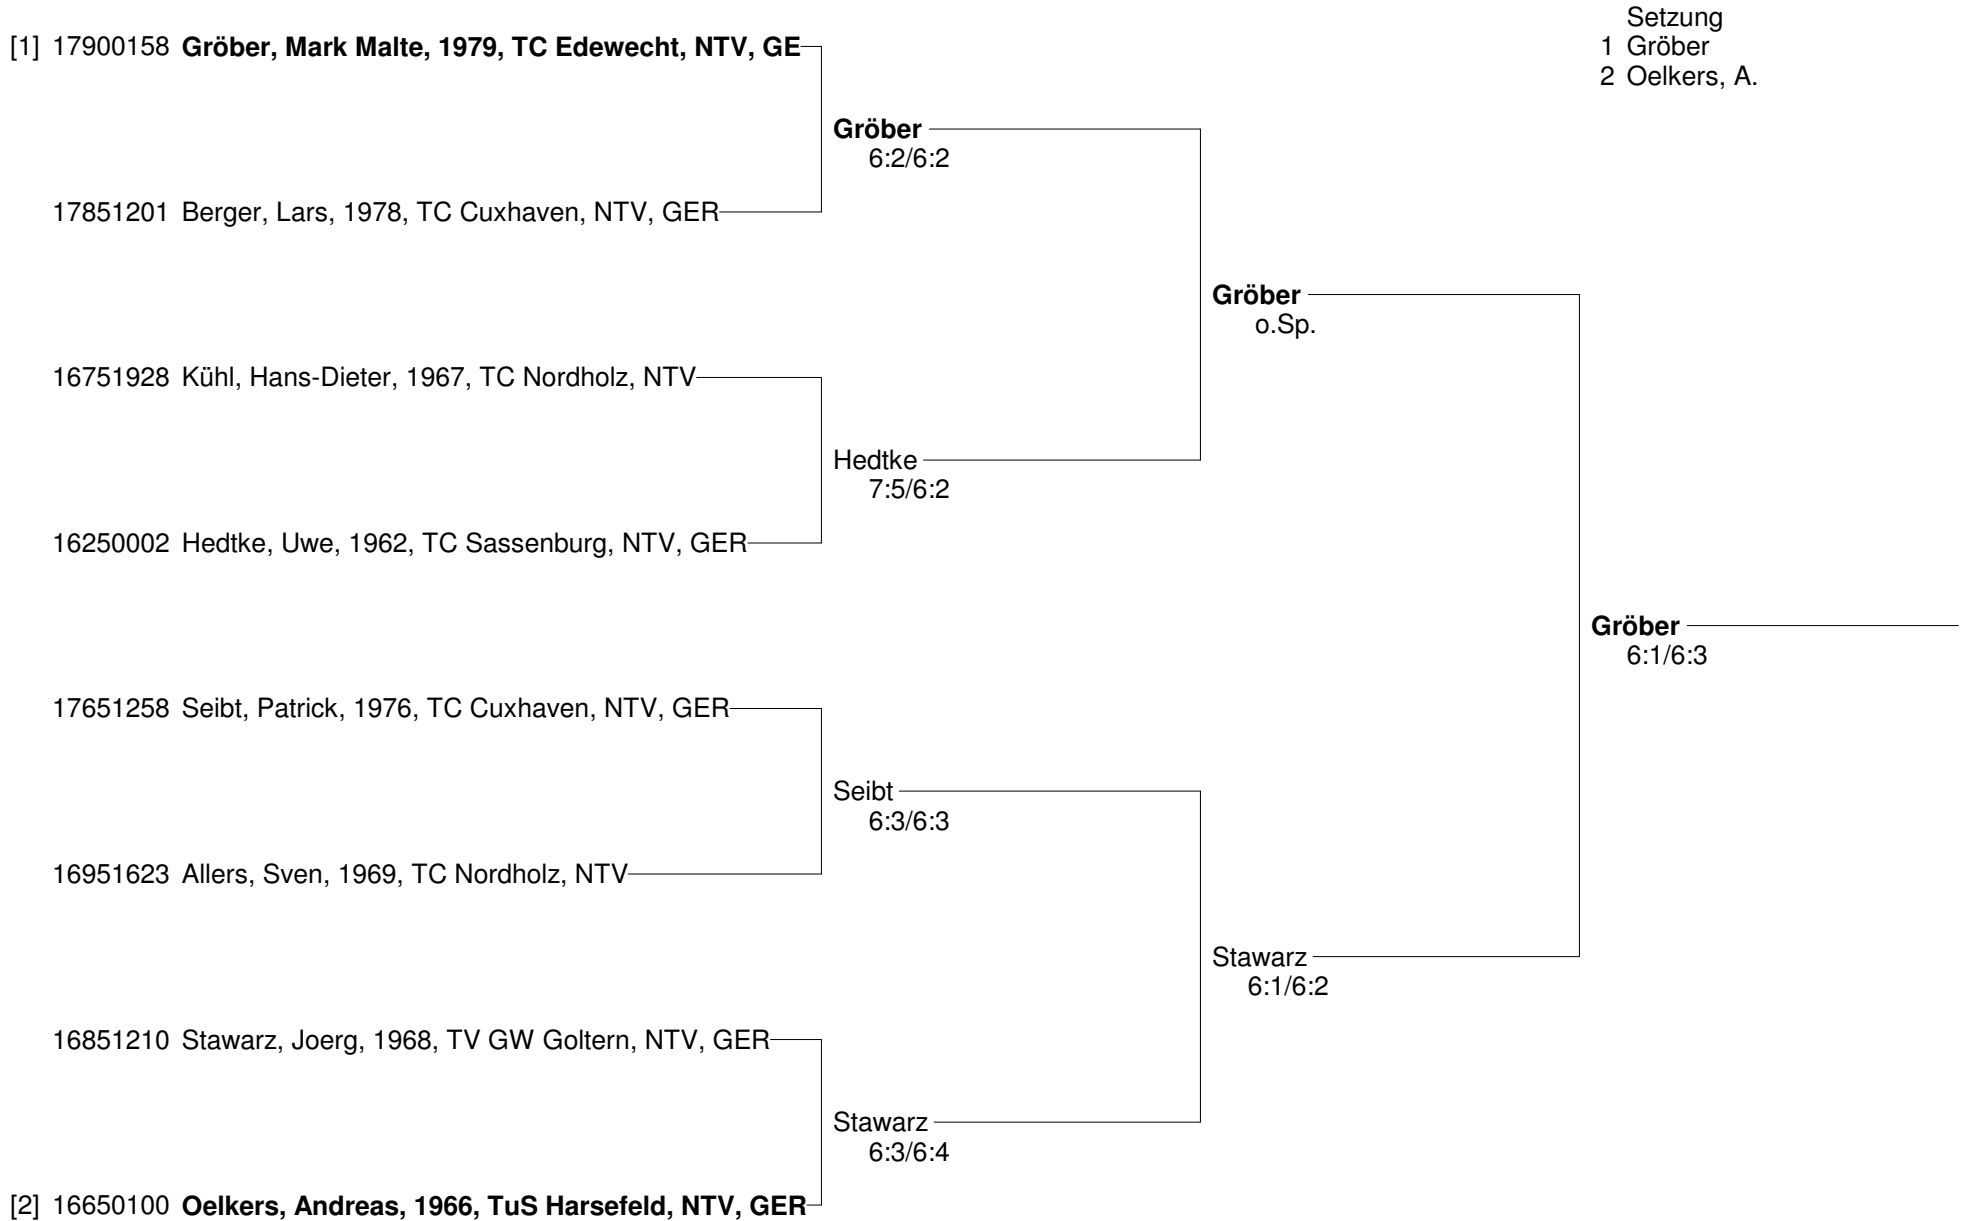 Setzung
1 Gröber
2 Oelkers, A.
[1] 17900158 Gröber, Mark Malte, 1979, TC Edewecht, NTV, GE
Gröber
6:2/6:2
17851201 Berger, Lars, 1978, TC Cuxhaven, NTV, GER
Gröber
o.Sp.
16751928 Kühl, Hans-Dieter, 1967, TC Nordholz, NTV
Hedtke
7:5/6:2
16250002 Hedtke, Uwe, 1962, TC Sassenburg, NTV, GER
Gröber
6:1/6:3
17651258 Seibt, Patrick, 1976, TC Cuxhaven, NTV, GER
Seibt
6:3/6:3
16951623 Allers, Sven, 1969, TC Nordholz, NTV
Stawarz
6:1/6:2
16851210 Stawarz, Joerg, 1968, TV GW Goltern, NTV, GER
Stawarz
6:3/6:4
[2] 16650100 Oelkers, Andreas, 1966, TuS Harsefeld, NTV, GER